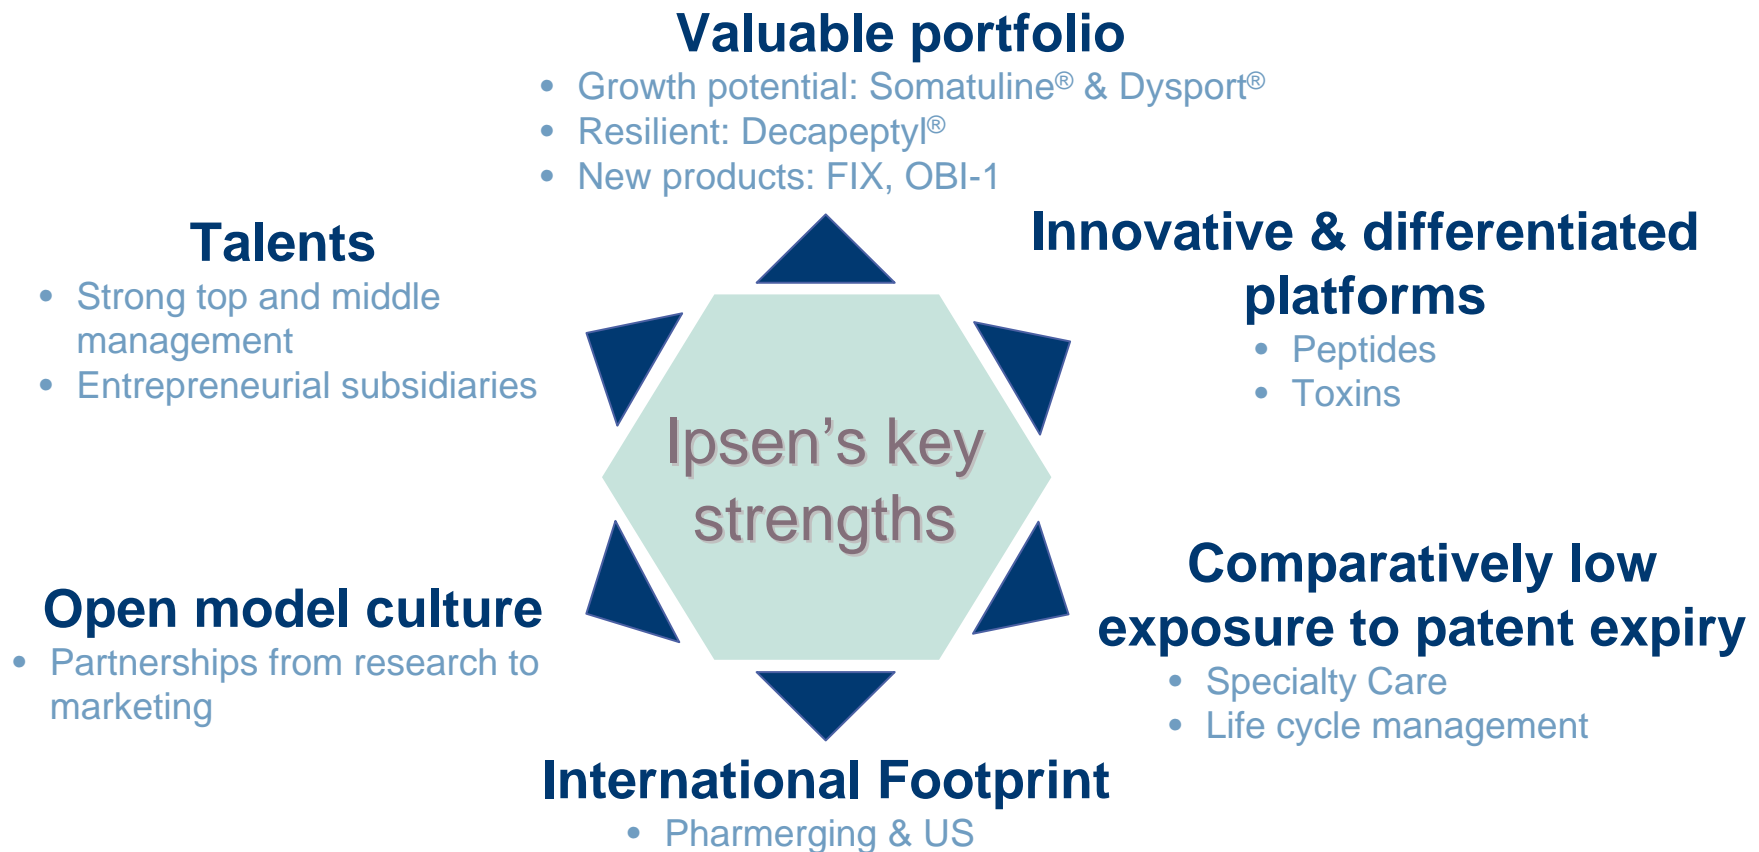 Valuable portfolio
• Growth potential: Somatuline® & Dysport®
• Resilient: Decapeptyl®
• New products: FIX, OBI-1
Talents
• Strong top and middle
management
• Entrepreneurial subsidiaries
Innovative & differentiated
platforms
• Peptides
• Toxins
Ipsen’s key
strengths
Open model culture
• Partnerships from research to
marketing
Comparatively low
exposure to patent expiry
• Specialty Care
• Life cycle management
International Footprint
• Pharmerging & US